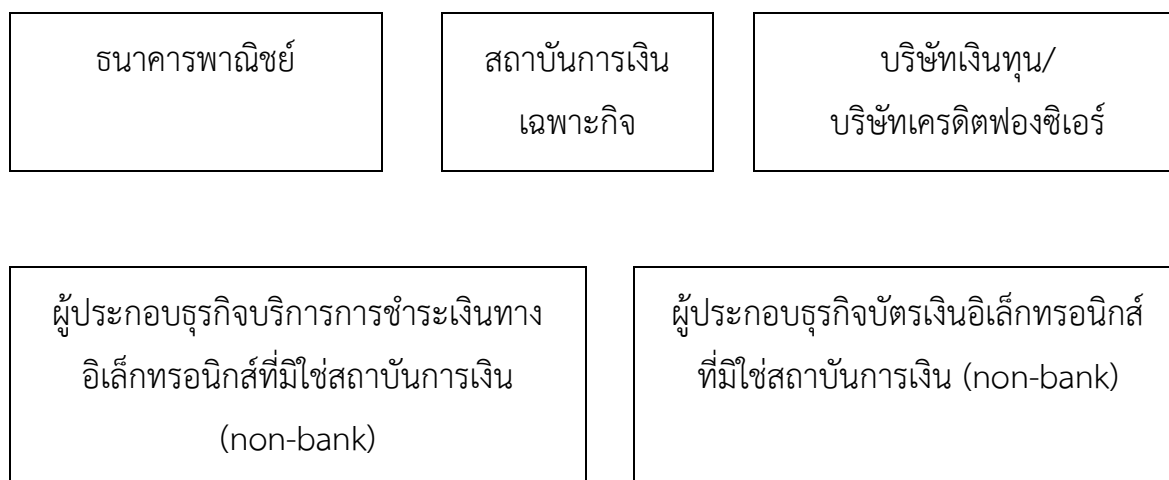 ธนาคารพาณิชย์
สถาบันการเงิน
เฉพาะกิจ
บริษัทเงินทุน/
บริษัทเครดิตฟองซิเอร์
ผู้ประกอบธุรกิจบริการการชำระเงินทาง
อิเล็กทรอนิกส์ที่มิใช่สถาบันการเงิน
(non-bank)
ผู้ประกอบธุรกิจบัตรเงินอิเล็กทรอนิกส์
ที่มิใช่สถาบันการเงิน (non-bank)